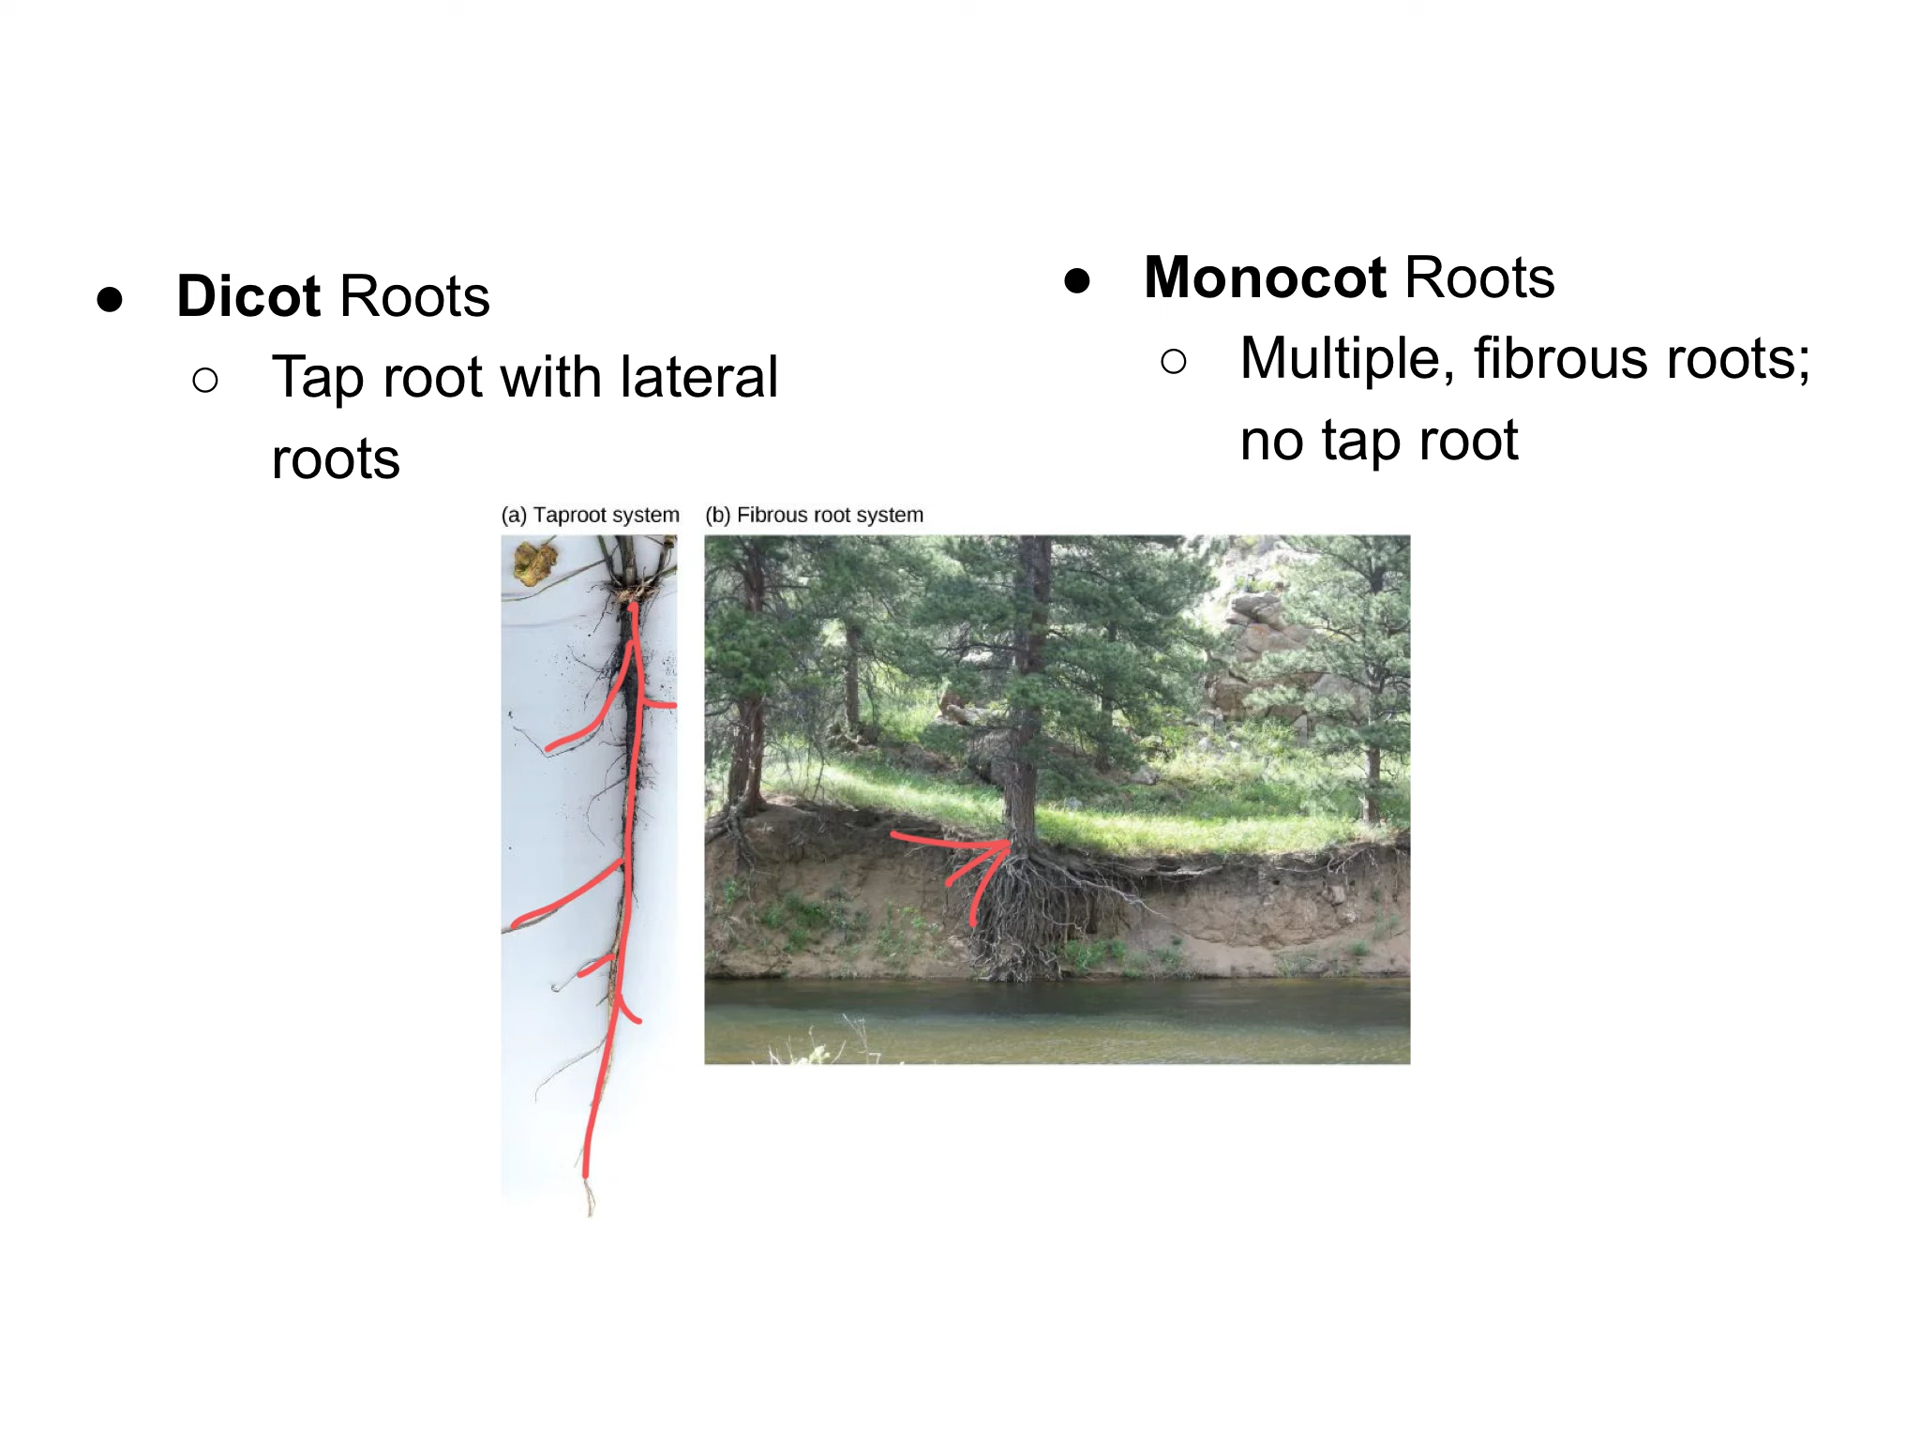 ● Dicot Roots
○ Tap root with lateral
roots
● Monocot Roots
○ Multiple, fibrous roots;
no tap root
(a) Taproot system
(b) Fibrous root system